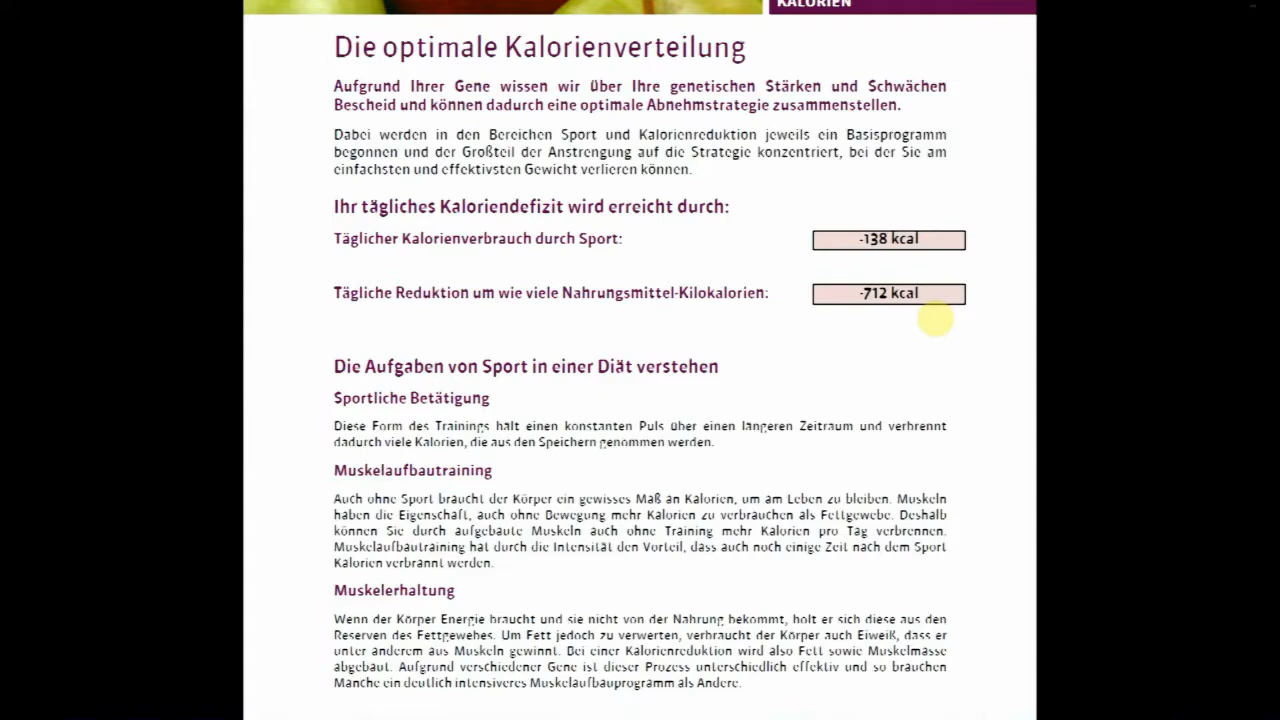 KALORIEN
Die optimale Kalorienverteilung
Aufgrund Ihrer Gene wissen wir über Ihre genetischen Stärken und Schwächen
Bescheid und können dadurch eine optimale Abnehmstrategie zusammenstellen.
Dabei werden in den Bereichen Sport und Kalorienreduktion jeweils ein Basisprogramm
begonnen und der Großteil der Anstrengung auf die Strategie konzentriert, bei der Sie am
einfachsten und effektivsten Gewicht verlieren können.
Ihr tägliches Kaloriendefizit wird erreicht durch:
Täglicher Kalorienverbrauch durch Sport:
-138 kcal
Tägliche Reduktion um wie viele Nahrungsmittel-Kilokalorien:
-712 kcal
Die Aufgaben von Sport in einer Diät verstehen
Sportliche Betätigung
Diese Form des Trainings hält einen konstanten Puls über einen längeren Zeitraum und verbrennt
dadurch viele Kalorien, die aus den Speichern genommen werden.
Muskelaufbautraining
Auch ohne Sport braucht der Körper ein gewisses Maß an Kalorien, um am Leben zu bleiben. Muskeln
haben die Eigenschaft, auch ohne Bewegung mehr Kalorien zu verbrauchen als Fettgewebe. Deshalb
können Sie durch aufgebaute Muskeln auch ohne Training mehr Kalorien pro Tag verbrennen.
Muskelaufbautraining hat durch die Intensität den Vorteil, dass auch noch einige Zeit nach dem Sport
Kalorien verbrannt werden.
Muskelerhaltung
Wenn der Körper Energie braucht und sie nicht von der Nahrung bekommt, holt er sich diese aus den
Reserven des Fettgewebes. Um Fett jedoch zu verwerten, verbraucht der Körper auch Eiweiß, dass er
unter anderem aus Muskeln gewinnt. Bei einer Kalorienreduktion wird also Fett sowie Muskelmasse
abgebaut. Aufgrund verschiedener Gene ist dieser Prozess unterschiedlich effektiv und so brauchen
Manche ein deutlich intensiveres Muskelaufbauprogramm als Andere.